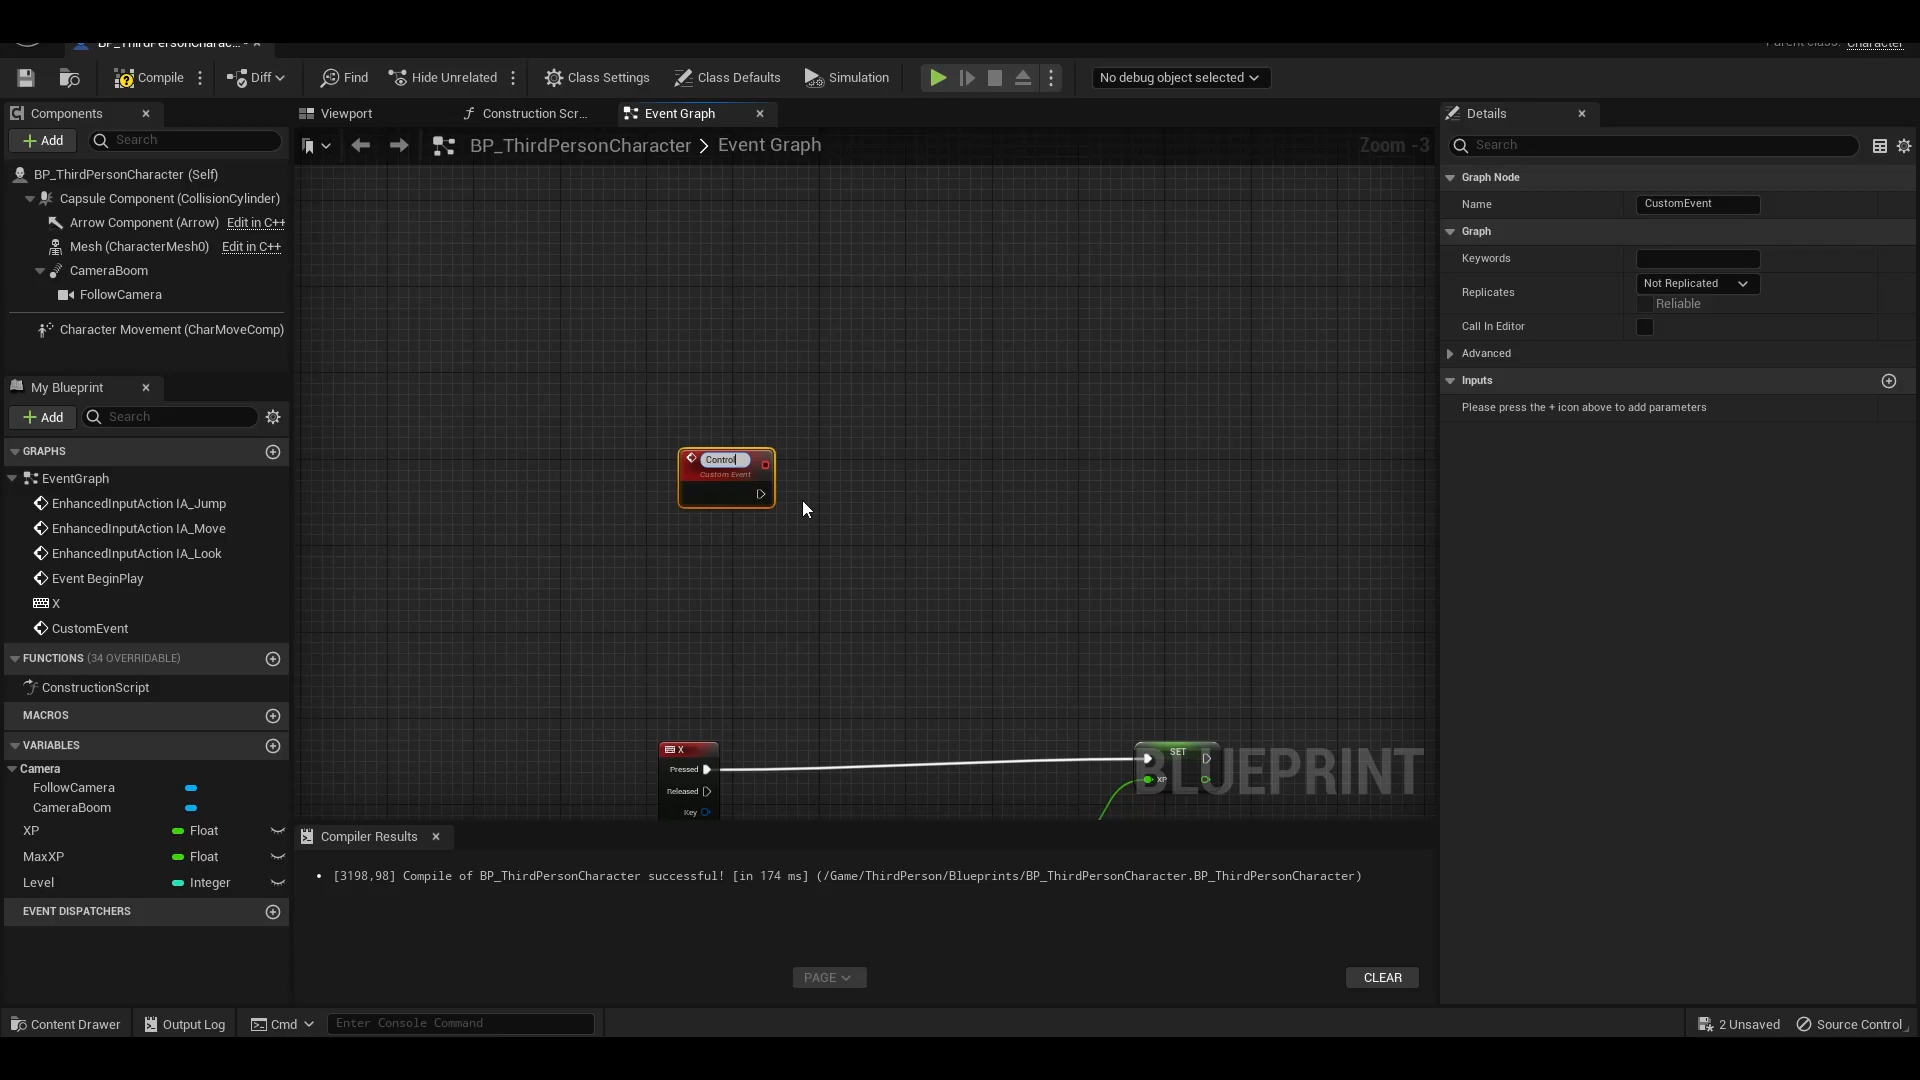 BP_ThirdPersonCharac...
Parent class: Character
Compile
Diff
Find
Hide Unrelated
Class Settings
Class Defaults
Simulation
No debug object selected
Components
Viewport
Construction Scr...
Event Graph
Details
Add
Search
BP_ThirdPersonCharacter > Event Graph
Zoom -3
Search
BP_ThirdPersonCharacter (Self)
Capsule Component (CollisionCylinder)
Arrow Component (Arrow) Edit in C++
Mesh (CharacterMesh0) Edit in C++
CameraBoom
FollowCamera
Character Movement (CharMoveComp)
Graph Node
Name
CustomEvent
Graph
Keywords
Replicates
Not Replicated
Reliable
Call In Editor
Advanced
Inputs
Please press the + icon above to add parameters
My Blueprint
Add
Search
GRAPHS
EventGraph
EnhancedInputAction IA_Jump
EnhancedInputAction IA_Move
EnhancedInputAction IA_Look
Event BeginPlay
X
CustomEvent
FUNCTIONS (34 OVERRIDABLE)
ConstructionScript
MACROS
VARIABLES
Camera
FollowCamera
CameraBoom
XP Float
MaxXP Float
Level Integer
EVENT DISPATCHERS
Control
Custom Event
X
Pressed
Released
Key
SET
XP
BLUEPRINT
Compiler Results
• [3198,98] Compile of BP_ThirdPersonCharacter successful! [in 174 ms] (/Game/ThirdPerson/Blueprints/BP_ThirdPersonCharacter.BP_ThirdPersonCharacter)
PAGE
CLEAR
Content Drawer
Output Log
Cmd
Enter Console Command
2 Unsaved
Source Control